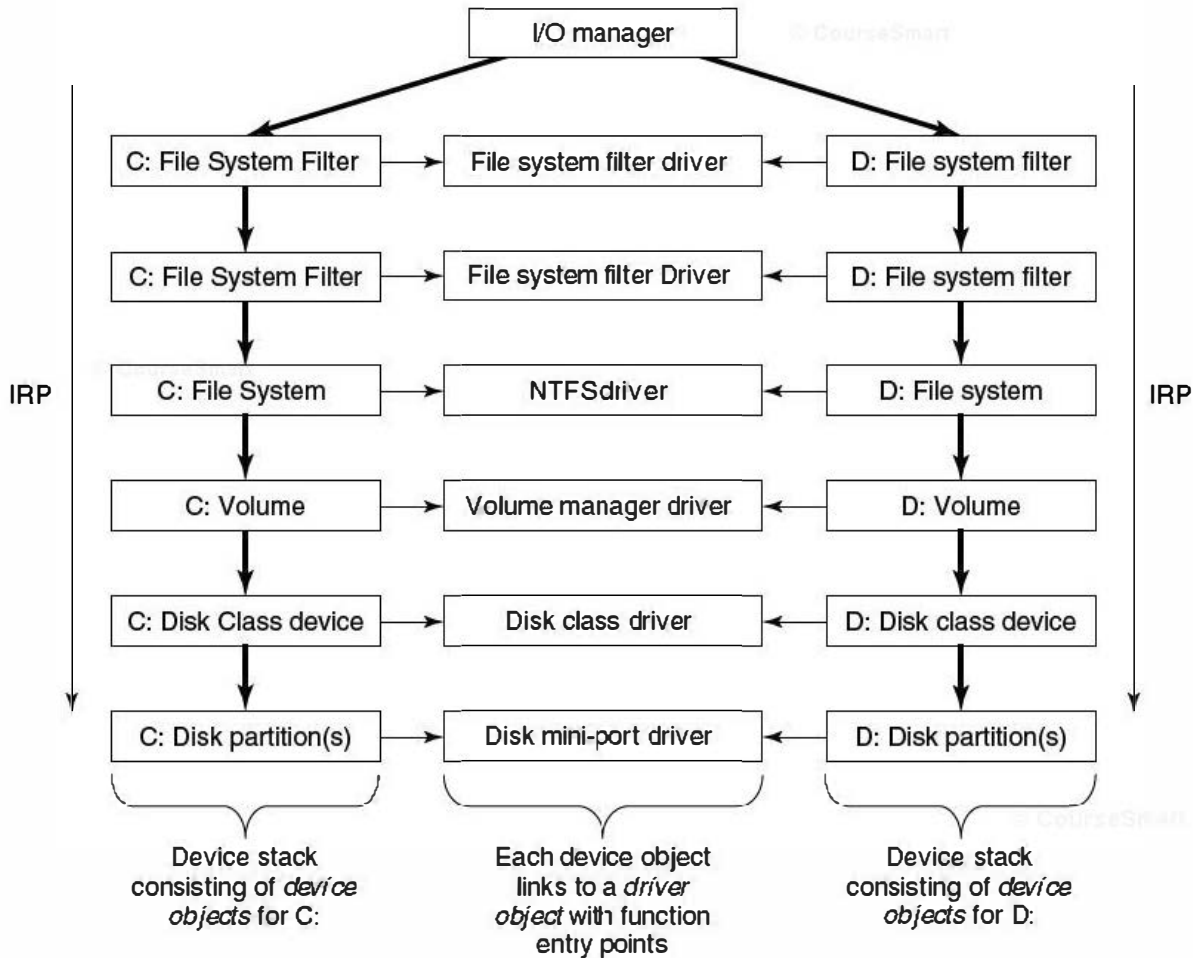 I/O manager
© CourseSmart
C: File System Filter
File system filter driver
D: File system filter
C: File System Filter
File system filter Driver
D: File system filter
© CourseSmart
IRP
C: File System
NTFSdriver
D: File system
IRP
C: Volume
Volume manager driver
D: Volume
C: Disk Class device
Disk class driver
D: Disk class device
C: Disk partition(s)
Disk mini-port driver
D: Disk partition(s)
© CourseSmart
Device stack
consisting of device
objects for C:
Each device object
links to a driver
object with function
entry points
Device stack
consisting of device
objects for D: